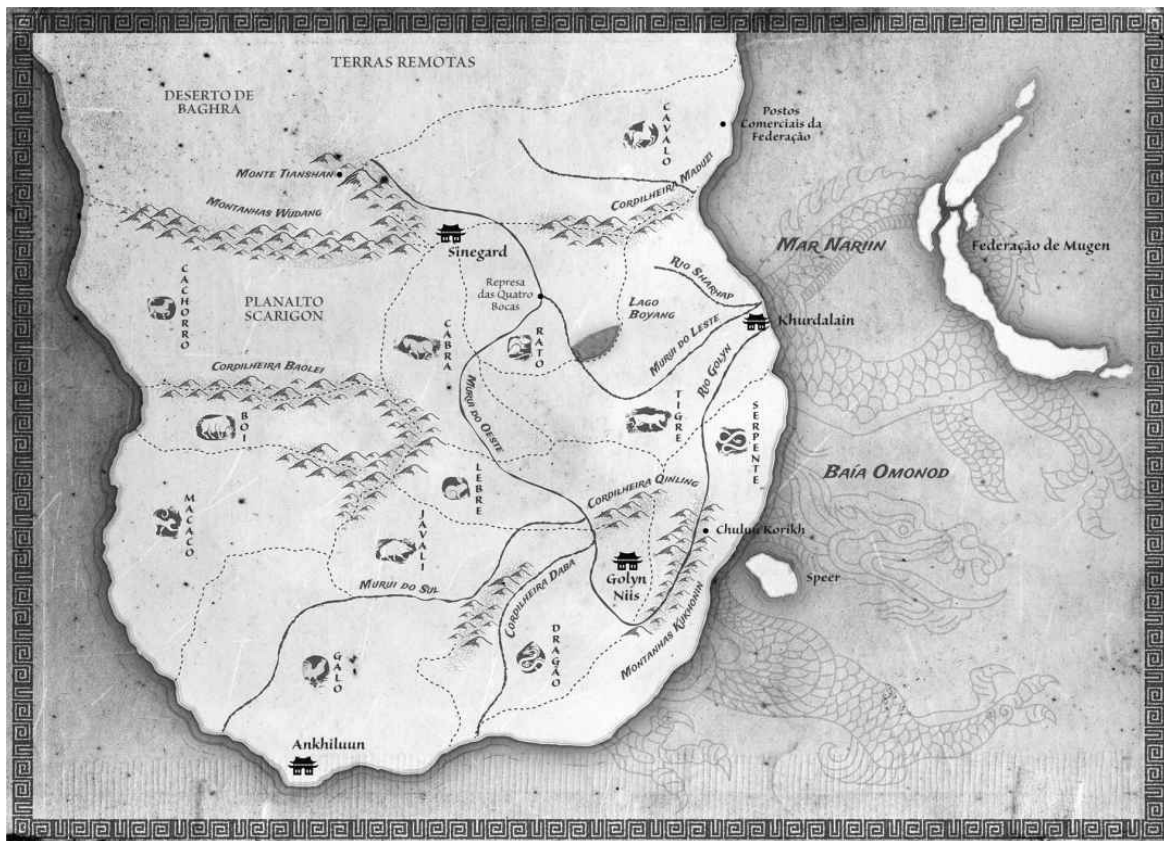 TERRAS REMOTAS
DESERTO DE
BAGHRA
CAVALO
Postos
Comerciais da
Federação
MONTE TIANSHAN
CORDILHEIRA MADUZI
MONTANHAS WUDANG
Sinegard
MAR NARIIN
Federação de Mugen
RIO SHARHAP
CACHORRO
PLANALTO
SCARIGON
Represa
das Quatro
Bocas
LAGO
BOYANG
Khurdalain
CABRA
RATO
MURUI DO LESTE
RIO GOLYN
CORDILHEIRA BAOLEI
MURUI DO OESTE
BOI
TIGRE
SERPENTE
BAÍA OMONOD
LEBRE
CORDILHEIRA QINLING
MACACO
JAVALI
Chuluu Korikh
Golyn
Niis
Speer
MURUI DO SUL
CORDILHEIRA DABA
MONTANHAS KUKHONIN
DRAGÃO
GALO
Ankhiluun